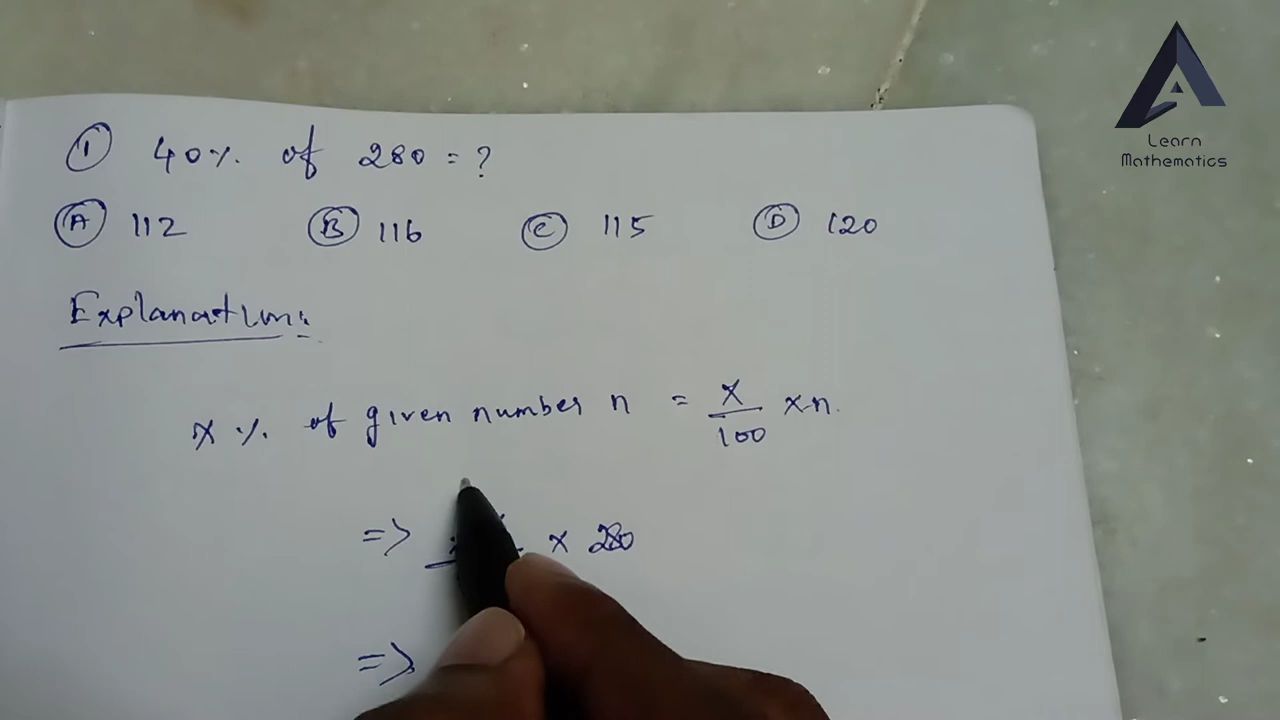 ① 40% of 280 = ?
Ⓐ 112 Ⓑ 116 Ⓒ 115 Ⓓ 120
Explanation:
x % of given number n = x/100 × n.
=> × 280
=>
Learn
Mathematics